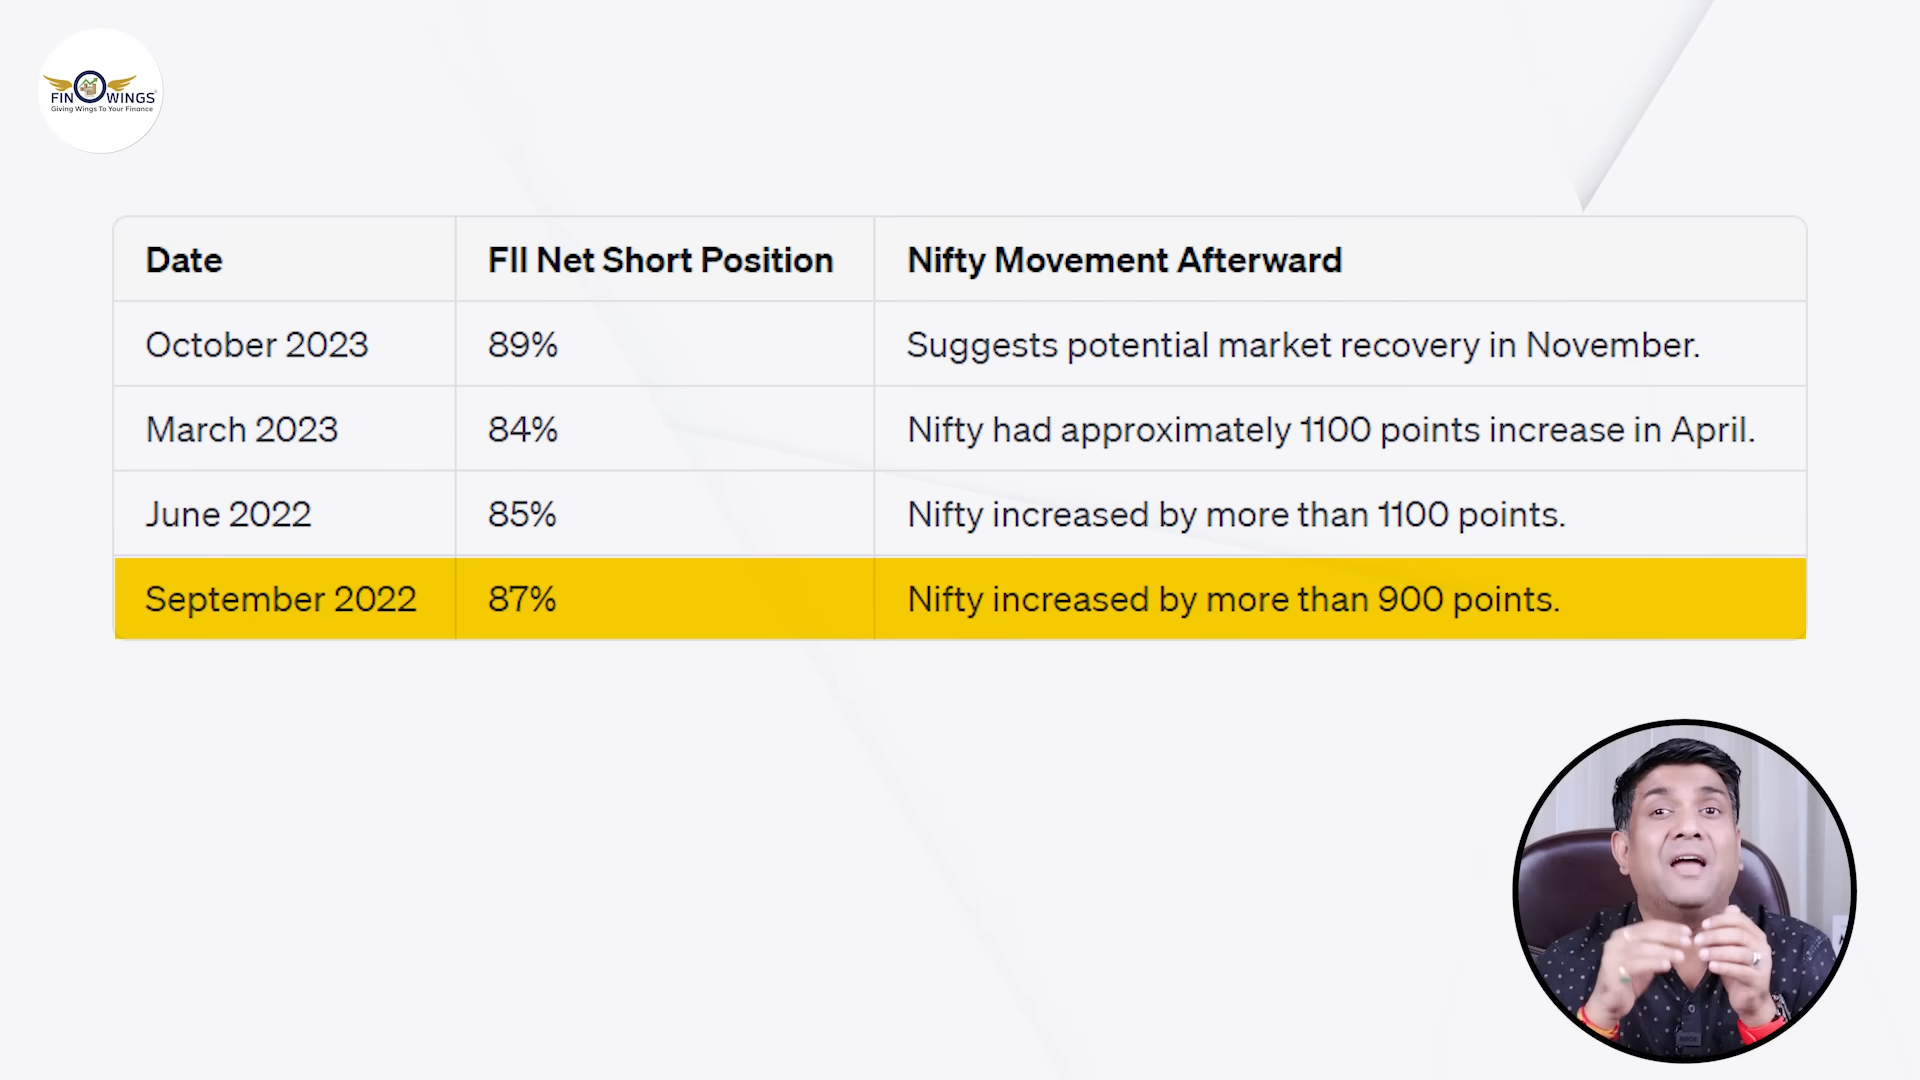 FINOWINGS
Giving Wings To Your Finance
Date FII Net Short Position Nifty Movement Afterward
October 2023 89% Suggests potential market recovery in November.
March 2023 84% Nifty had approximately 1100 points increase in April.
June 2022 85% Nifty increased by more than 1100 points.
September 2022 87% Nifty increased by more than 900 points.